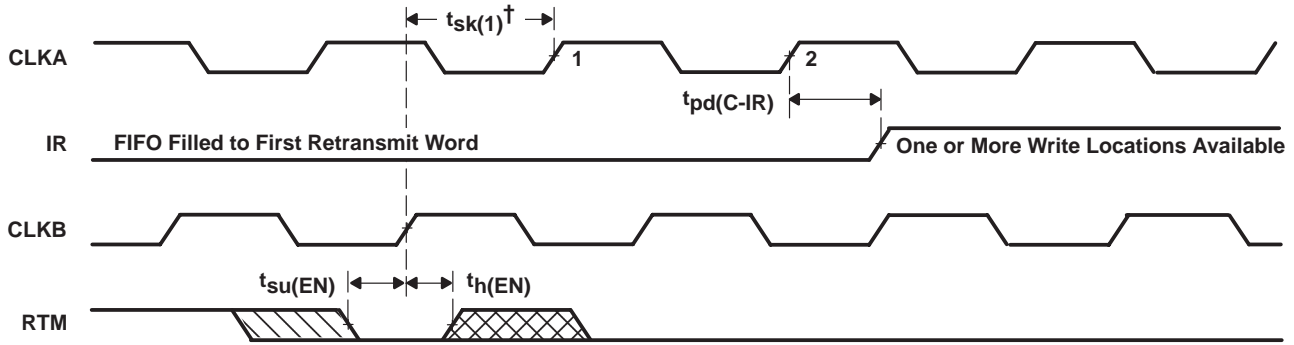 tsk(1)†
CLKA
1
2
tpd(C-IR)
IR
FIFO Filled to First Retransmit Word
One or More Write Locations Available
CLKB
tsu(EN)
th(EN)
RTM